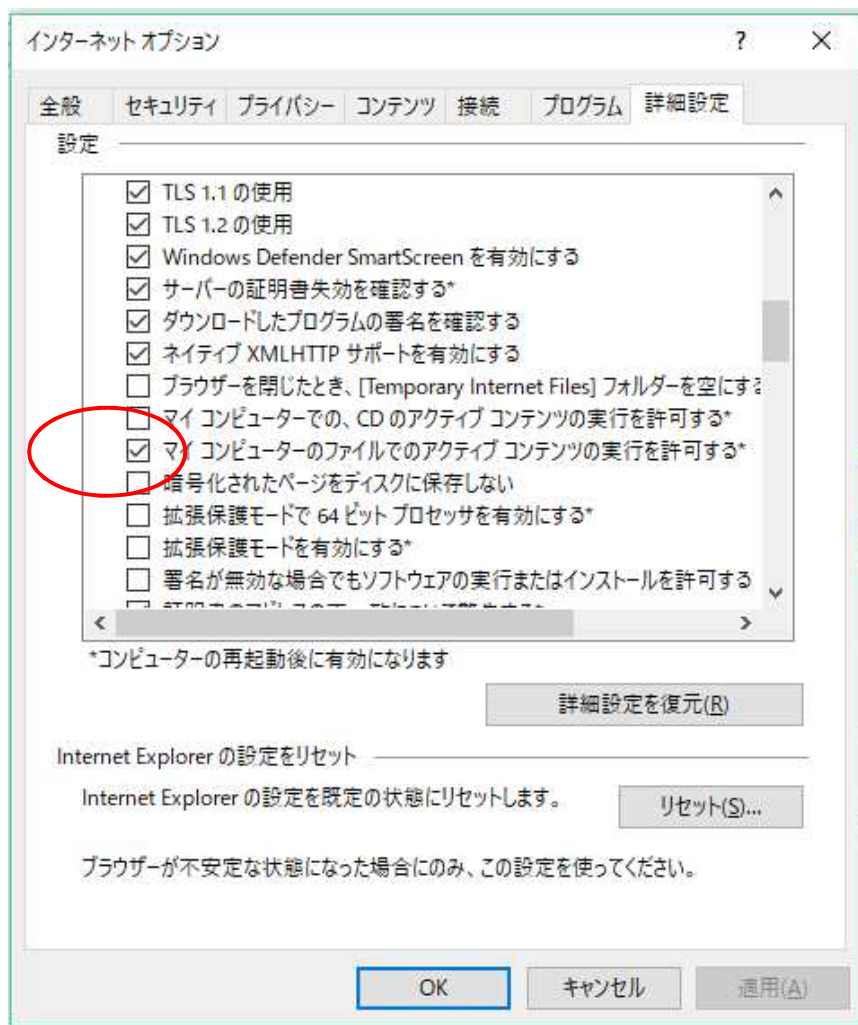 インターネット オプション ? ×
全般 セキュリティ プライバシー コンテンツ 接続 プログラム 詳細設定
設定
TLS 1.1 の使用
TLS 1.2 の使用
Windows Defender SmartScreen を有効にする
サーバーの証明書失効を確認する*
ダウンロードしたプログラムの署名を確認する
ネイティブ XMLHTTP サポートを有効にする
ブラウザーを閉じたとき、[Temporary Internet Files] フォルダーを空にする
マイ コンピューターでの、CD のアクティブ コンテンツの実行を許可する*
マイ コンピューターのファイルでのアクティブ コンテンツの実行を許可する*
暗号化されたページをディスクに保存しない
拡張保護モードで 64 ビット プロセッサを有効にする*
拡張保護モードを有効にする*
署名が無効な場合でもソフトウェアの実行またはインストールを許可する
*コンピューターの再起動後に有効になります
詳細設定を復元(R)
Internet Explorer の設定をリセット
Internet Explorer の設定を既定の状態にリセットします。
リセット(S)...
ブラウザーが不安定な状態になった場合にのみ、この設定を使ってください。
OK キャンセル 適用(A)